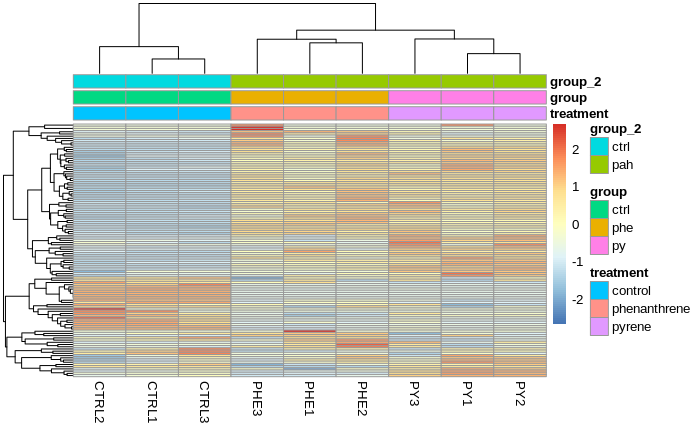 group_2
group
treatment
2
1
0
-1
-2
group_2
ctrl
pah
group
ctrl
phe
py
treatment
control
phenanthrene
pyrene
CTRL2
CTRL1
CTRL3
PHE3
PHE1
PHE2
PY3
PY1
PY2